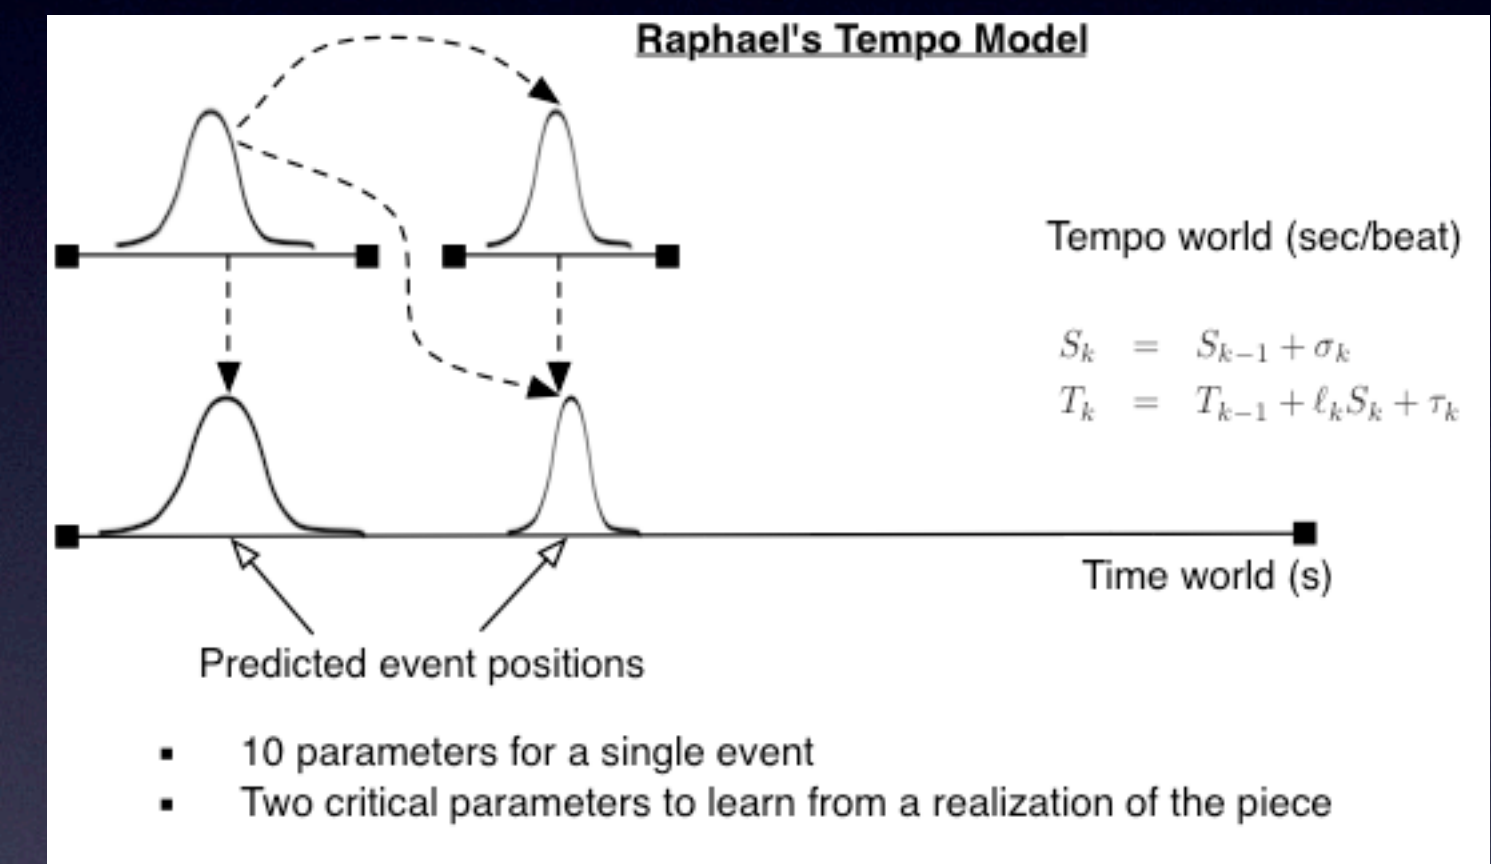 Raphael's Tempo Model
Tempo world (sec/beat)
S_k = S_{k-1} + σ_k
T_k = T_{k-1} + ℓ_k S_k + τ_k
Time world (s)
Predicted event positions
▪ 10 parameters for a single event
▪ Two critical parameters to learn from a realization of the piece